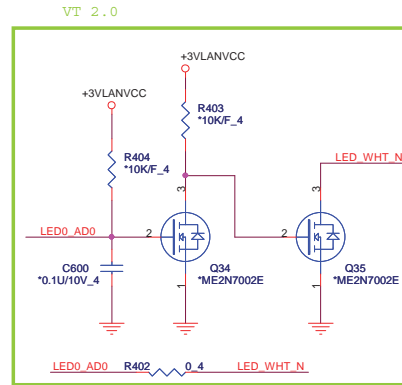 VT 2.0
+3VLANVCC
+3VLANVCC
R403
*10K/F_4
R404
*10K/F_4
LED_WHT_N
3
3
LED0_AD0
2
2
Q34
*ME2N7002E
Q35
*ME2N7002E
C600
*0.1U/10V_4
1
1
LED0_AD0
R402
0_4
LED_WHT_N